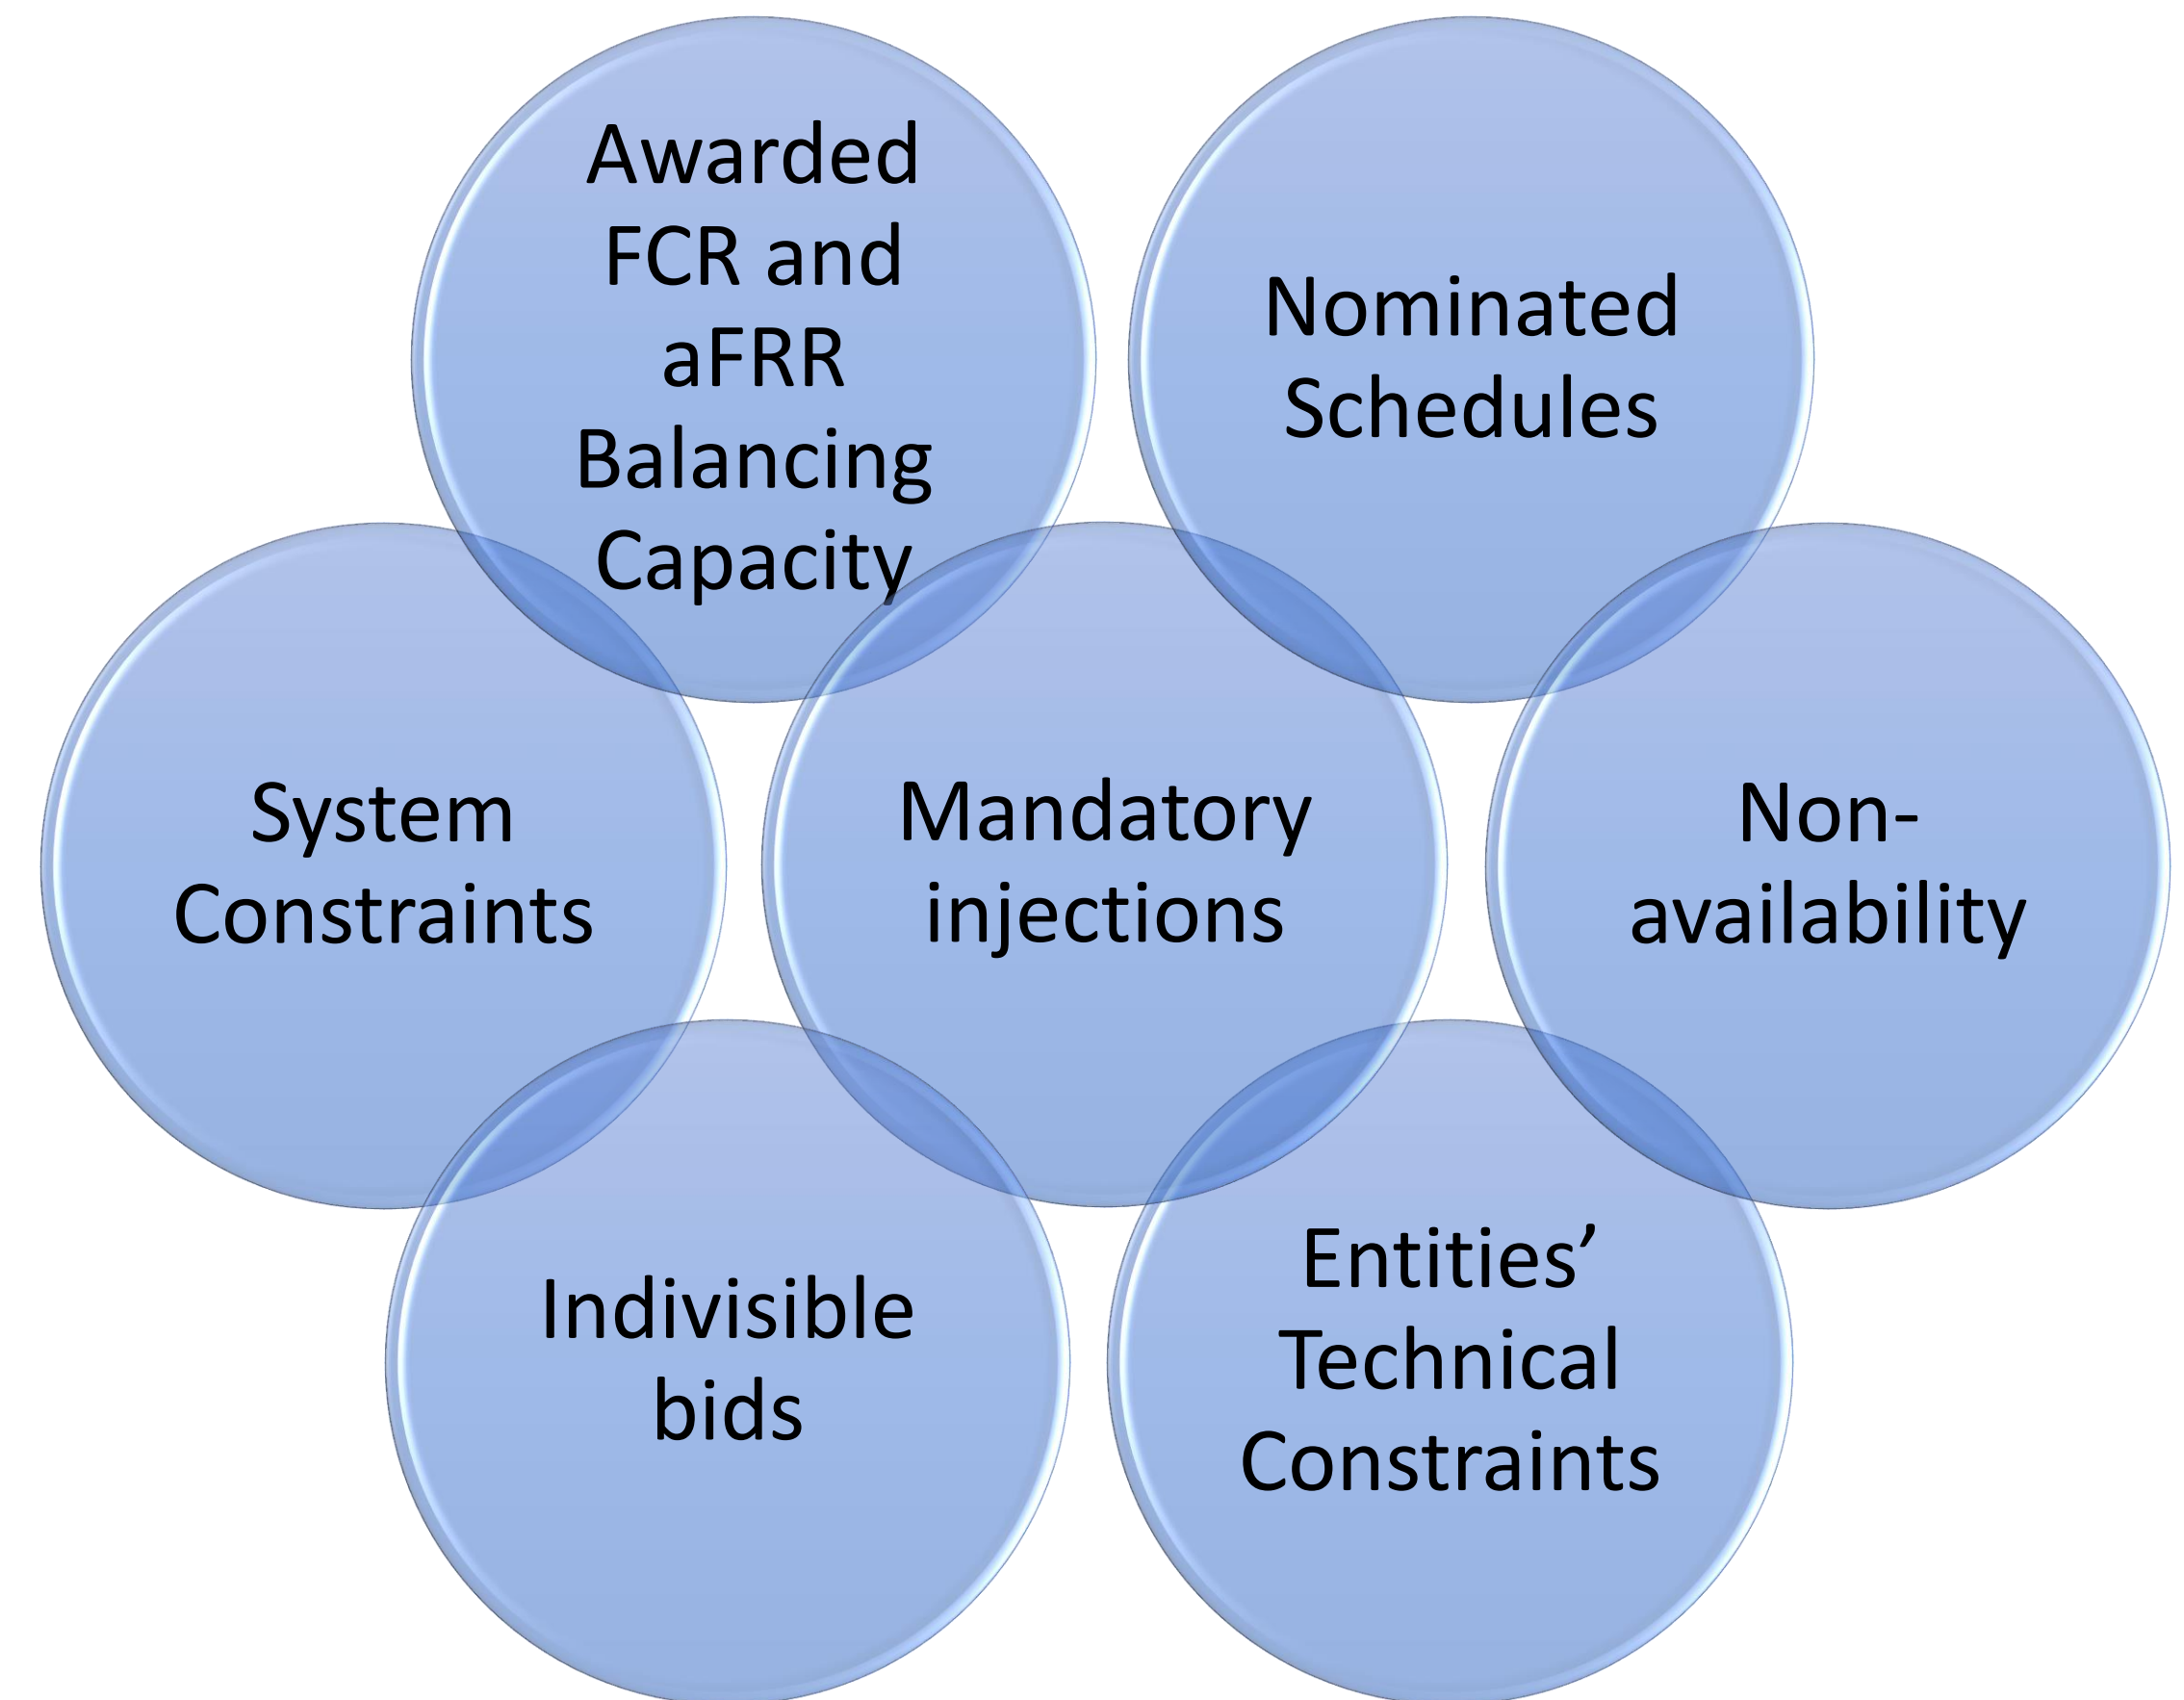 Awarded
FCR and
aFRR
Balancing
Capacity
Nominated
Schedules
System
Constraints
Mandatory
injections
Non-
availability
Indivisible
bids
Entities’
Technical
Constraints